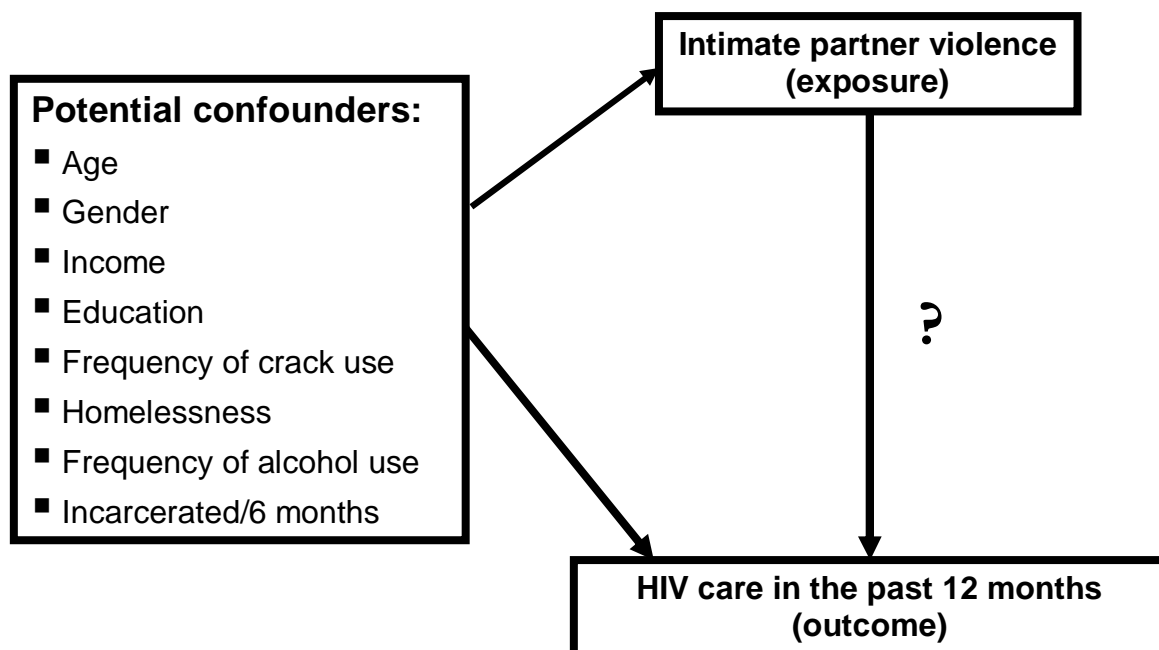 Intimate partner violence
(exposure)
Potential confounders:
▪ Age
▪ Gender
▪ Income
▪ Education
▪ Frequency of crack use
▪ Homelessness
▪ Frequency of alcohol use
▪ Incarcerated/6 months
?
HIV care in the past 12 months
(outcome)